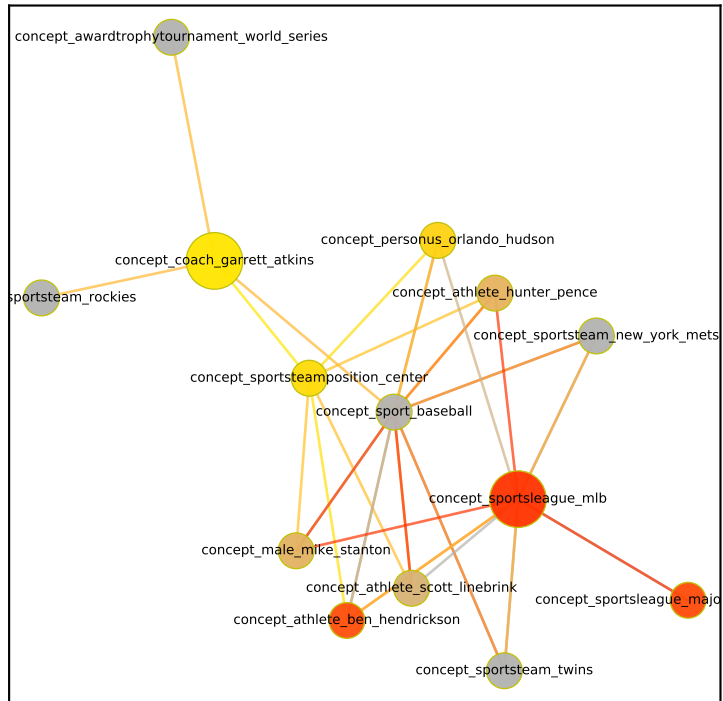 concept_awardtrophytournament_world_series
concept_personus_orlando_hudson
concept_coach_garrett_atkins
concept_athlete_hunter_pence
sportsteam_rockies
concept_sportsteam_new_york_mets
concept_sportsteamposition_center
concept_sport_baseball
concept_sportsleague_mlb
concept_male_mike_stanton
concept_athlete_scott_linebrink
concept_sportsleague_majo
concept_athlete_ben_hendrickson
concept_sportsteam_twins